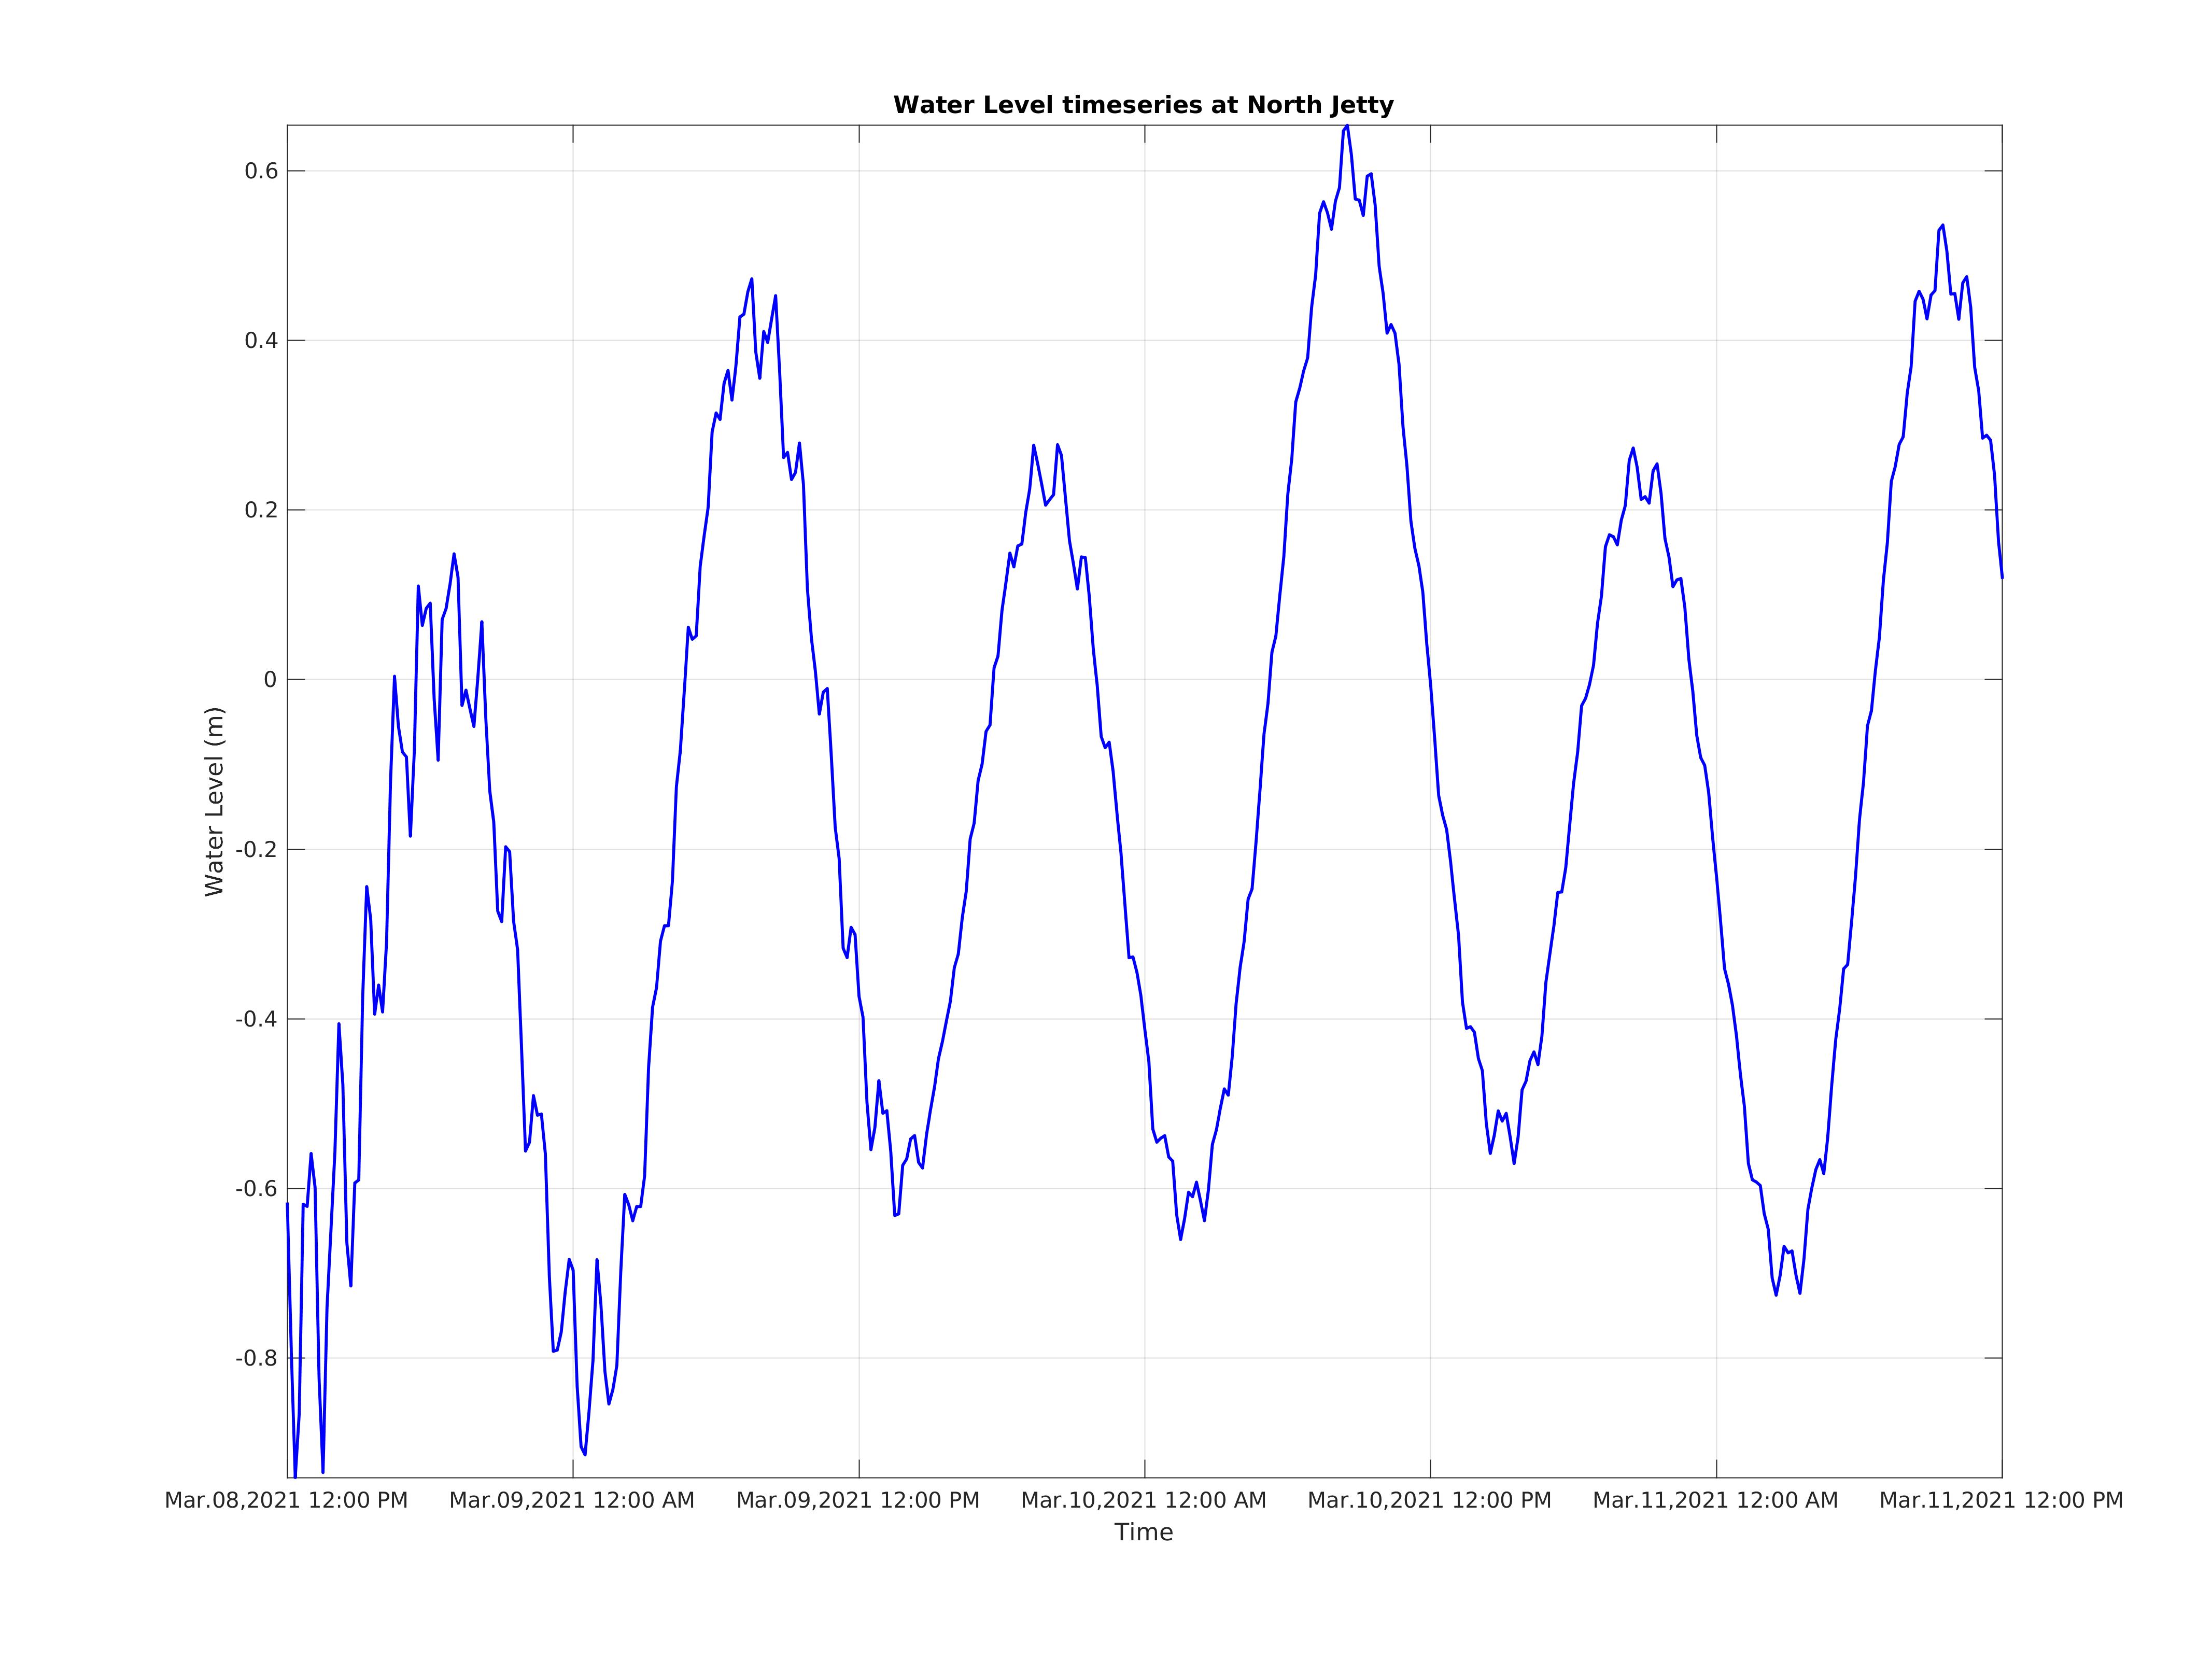 Water Level timeseries at North Jetty
0.6
0.4
0.2
0
-0.2
-0.4
-0.6
-0.8
Water Level (m)
Mar.08,2021 12:00 PM Mar.09,2021 12:00 AM Mar.09,2021 12:00 PM Mar.10,2021 12:00 AM Mar.10,2021 12:00 PM Mar.11,2021 12:00 AM Mar.11,2021 12:00 PM
Time